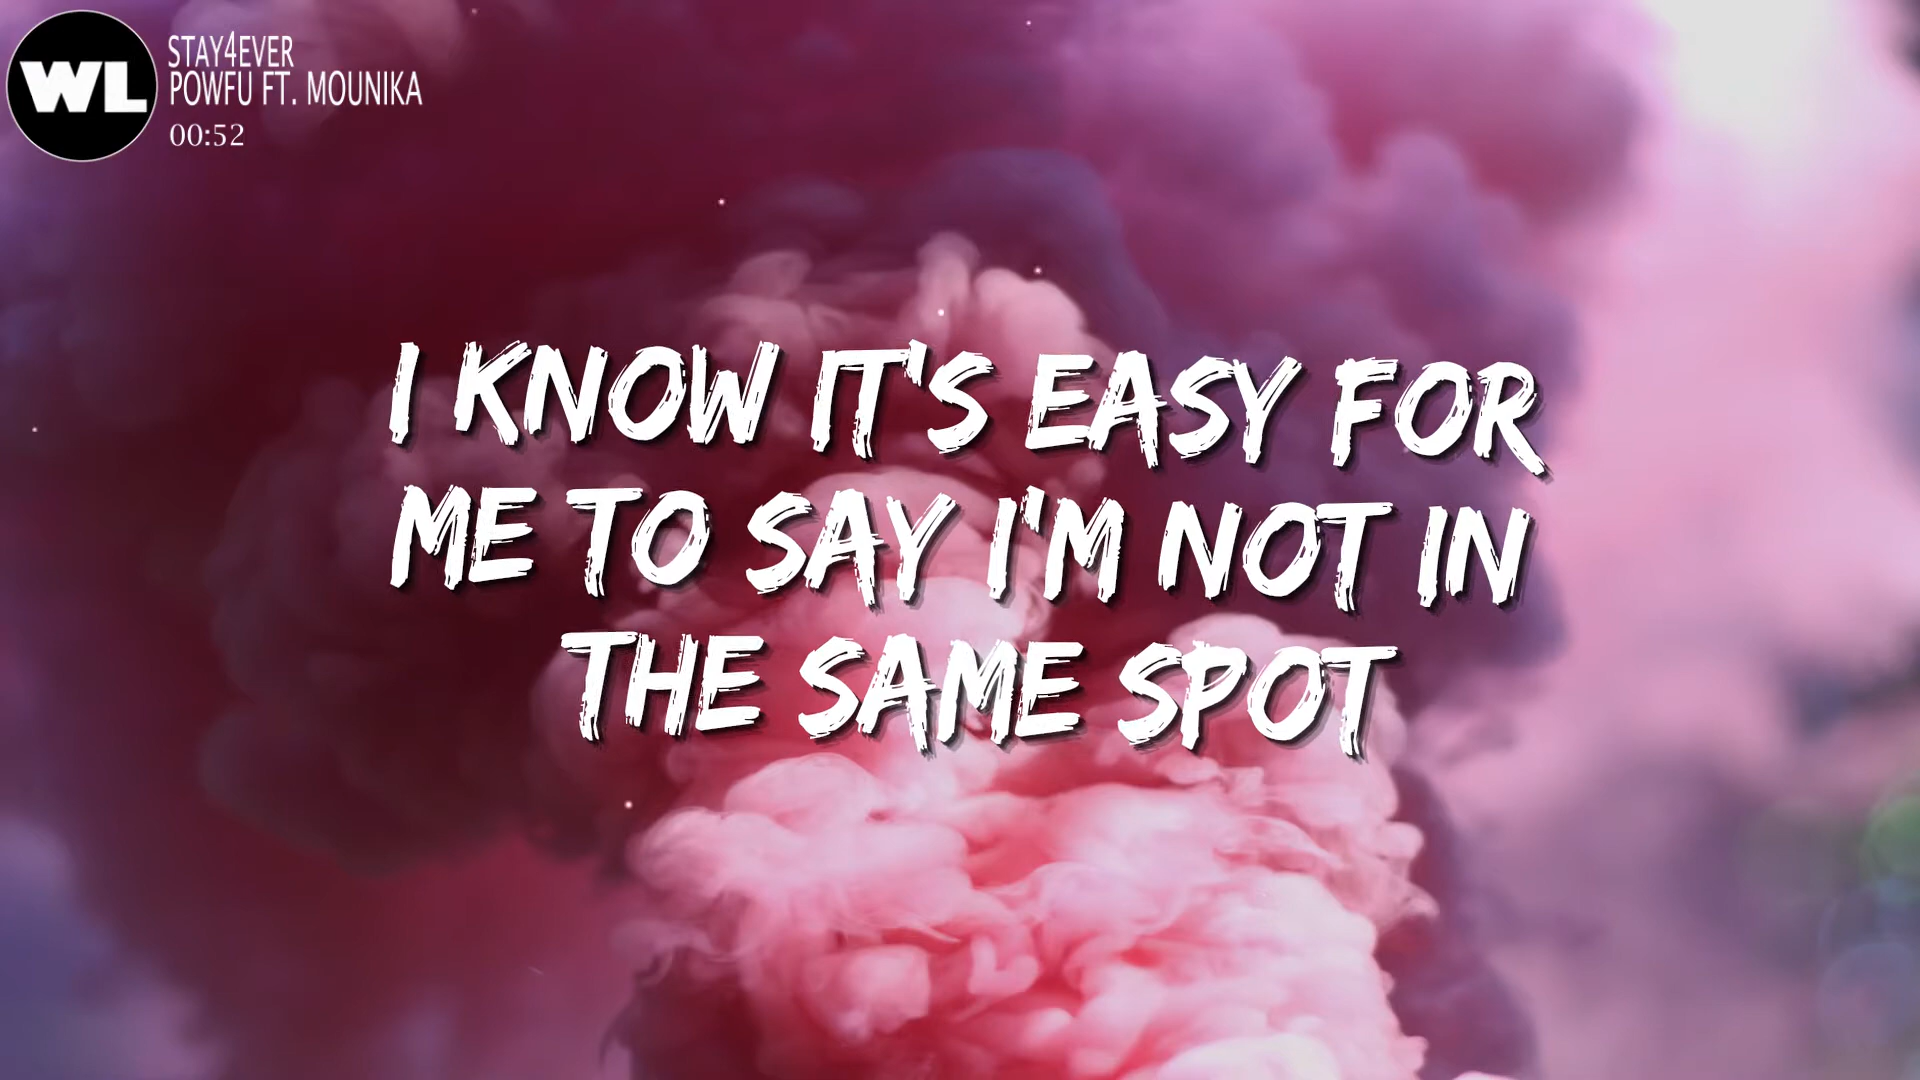 WL
STAY4EVER
POWFU FT. MOUNIKA
00:52
I KNOW IT'S EASY FOR
ME TO SAY I'M NOT IN
THE SAME SPOT